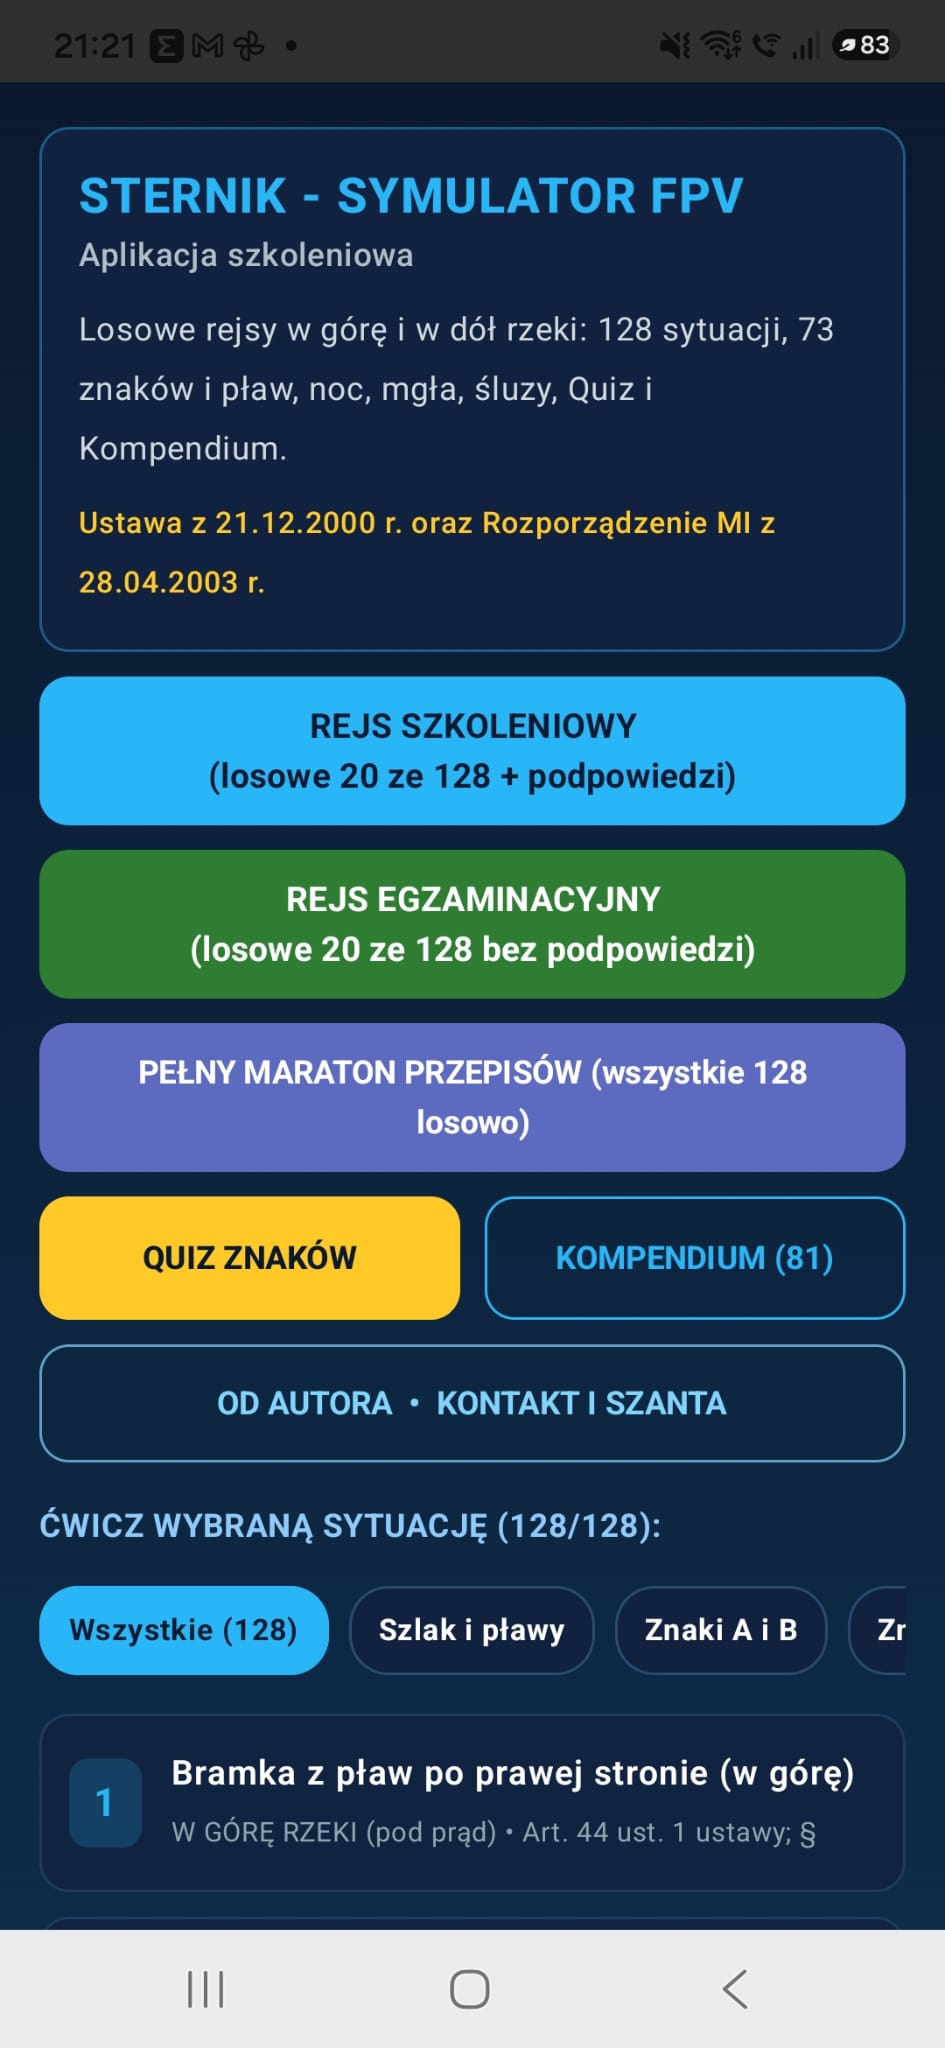 21:21
83
STERNIK - SYMULATOR FPV
Aplikacja szkoleniowa
Losowe rejsy w górę i w dół rzeki: 128 sytuacji, 73
znaków i pław, noc, mgła, śluzy, Quiz i
Kompendium.
Ustawa z 21.12.2000 r. oraz Rozporządzenie MI z
28.04.2003 r.
REJS SZKOLENIOWY
(losowe 20 ze 128 + podpowiedzi)
REJS EGZAMINACYJNY
(losowe 20 ze 128 bez podpowiedzi)
PEŁNY MARATON PRZEPISÓW (wszystkie 128
losowo)
QUIZ ZNAKÓW
KOMPENDIUM (81)
OD AUTORA • KONTAKT I SZANTA
ĆWICZ WYBRANĄ SYTUACJĘ (128/128):
Wszystkie (128)
Szlak i pławy
Znaki A i B
1
Bramka z pław po prawej stronie (w górę)
W GÓRĘ RZEKI (pod prąd) • Art. 44 ust. 1 ustawy; §